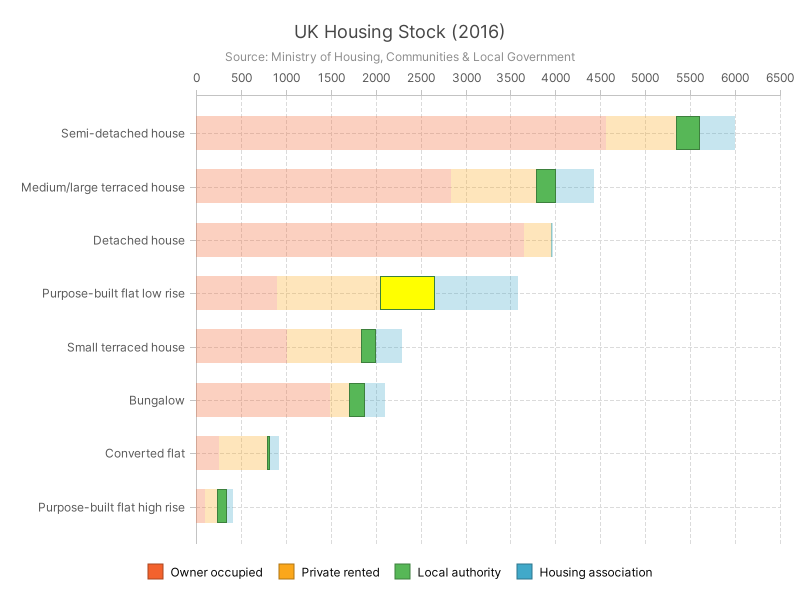 UK Housing Stock (2016)
Source: Ministry of Housing, Communities & Local Government
0 500 1000 1500 2000 2500 3000 3500 4000 4500 5000 5500 6000 6500
Semi-detached house
Medium/large terraced house
Detached house
Purpose-built flat low rise
Small terraced house
Bungalow
Converted flat
Purpose-built flat high rise
Owner occupied Private rented Local authority Housing association